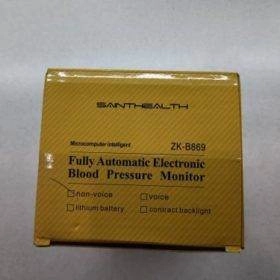 SAINTHEALTH
Microcomputer intelligent ZK-B869
Fully Automatic Electronic
Blood Pressure Monitor
non-voice voice
lithium battery contract backlight